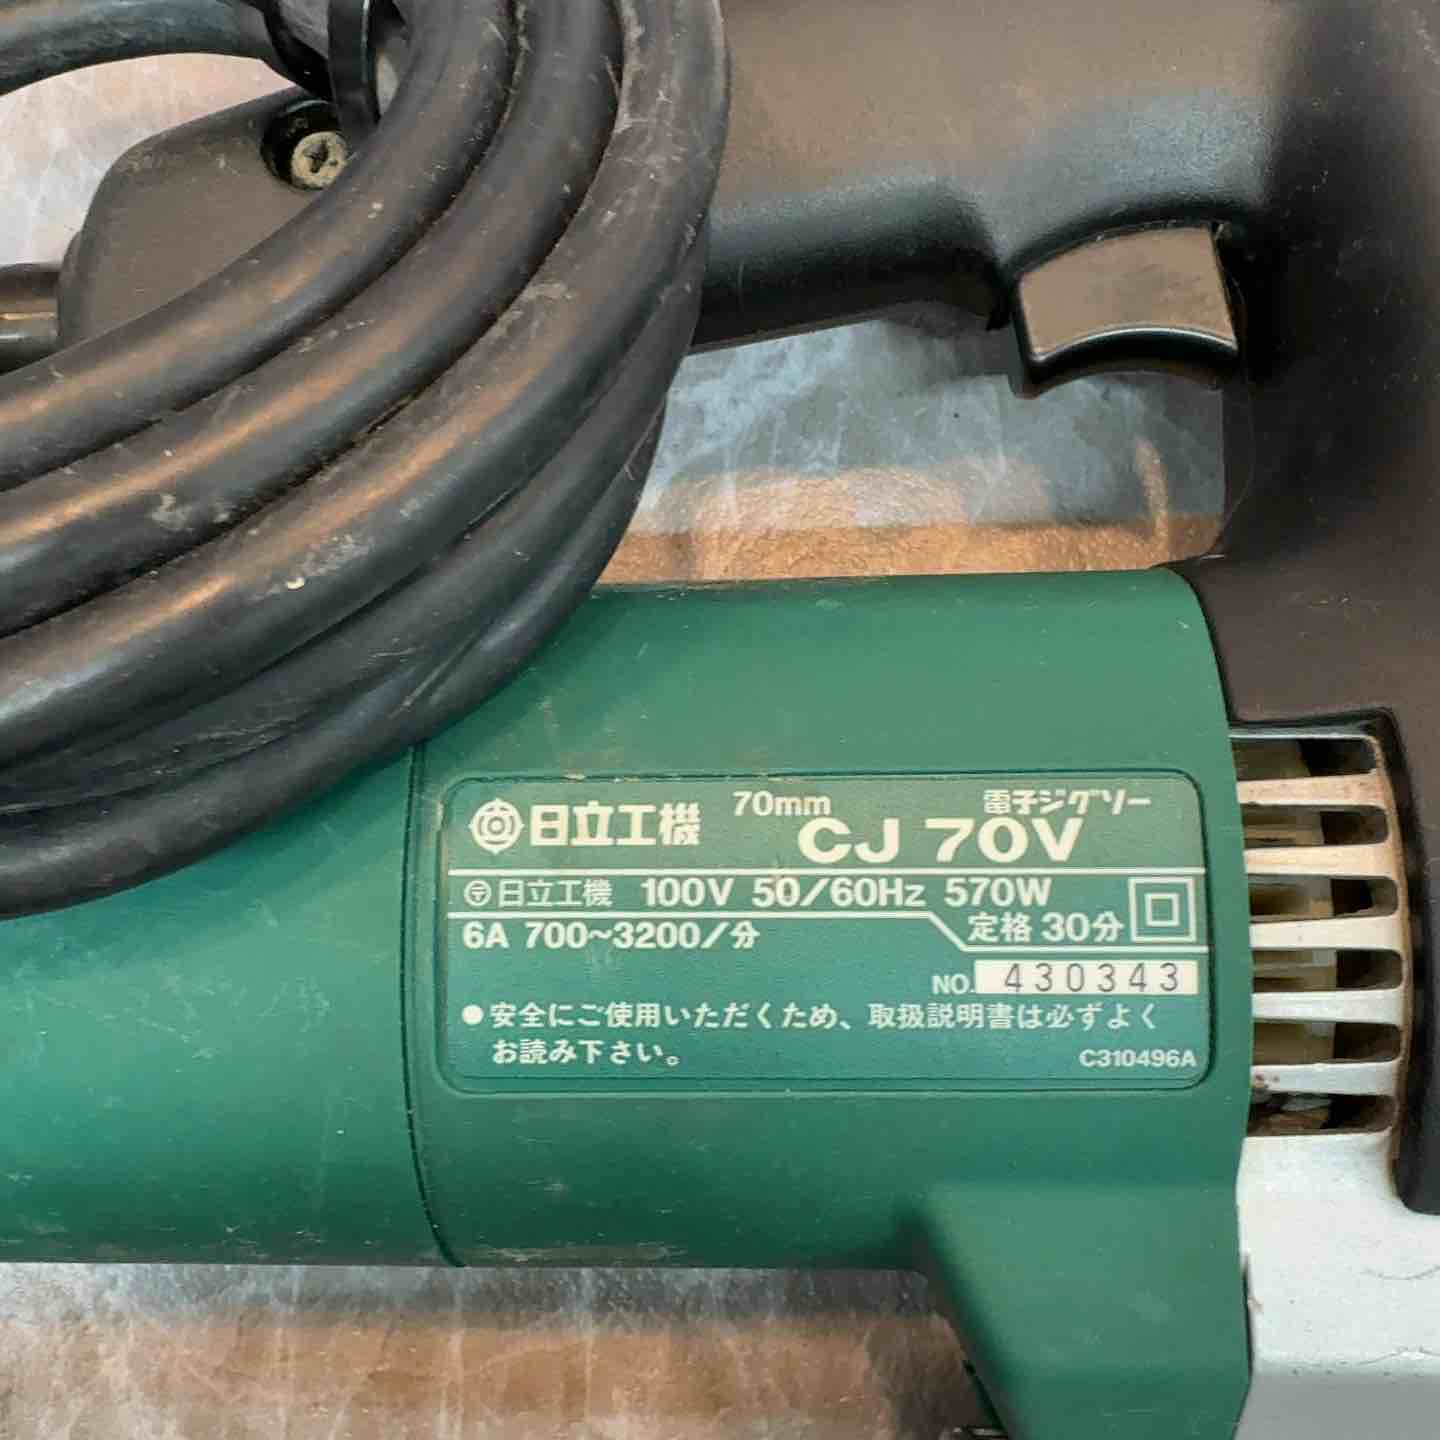 日立工機 70mm 電子ジグソー
CJ 70V
〒 日立工機 100V 50/60Hz 570W
6A 700~3200/分 定格 30分
NO. 430343
● 安全にご使用いただくため、取扱説明書は必ずよく
お読み下さい。
C310496A